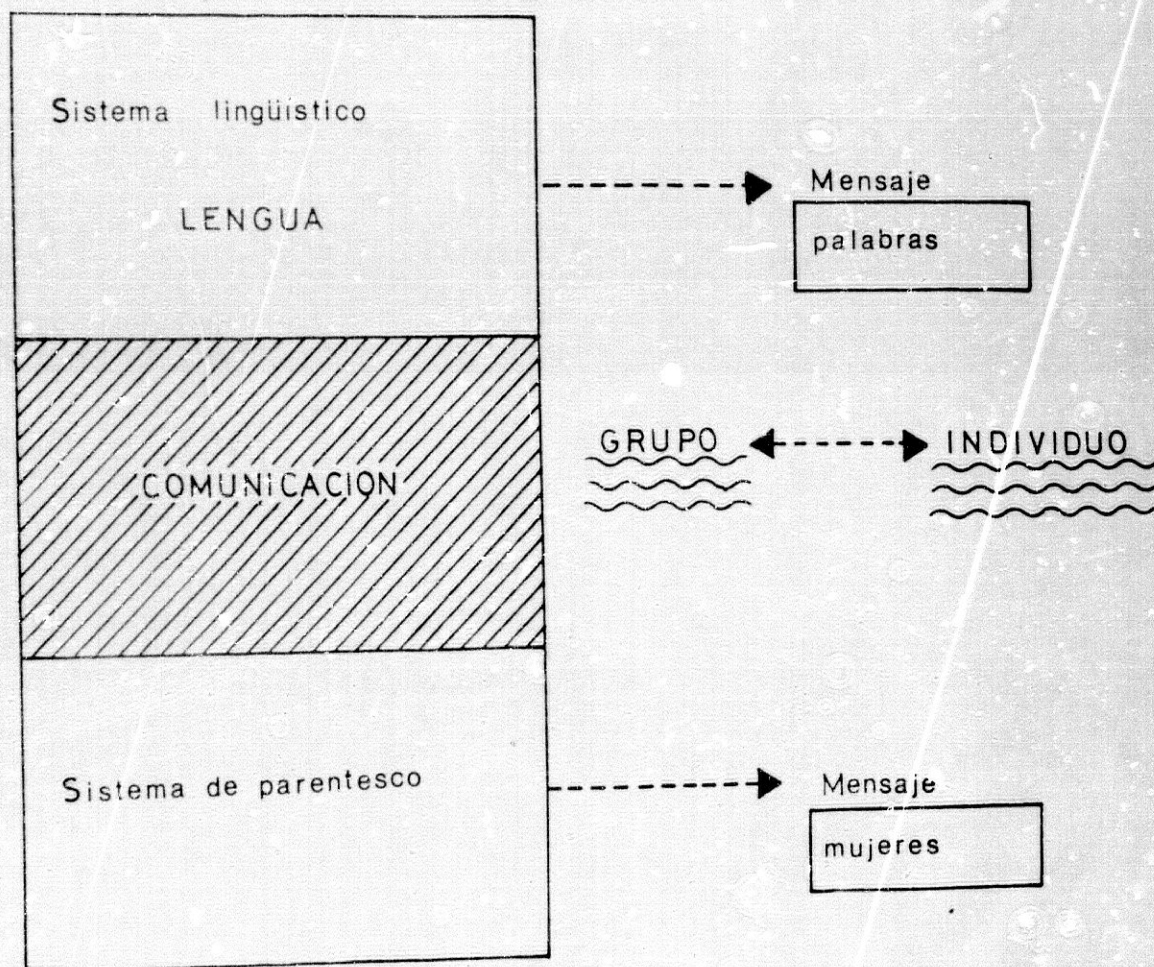 Sistema lingüistico
LENGUA
Mensaje
palabras
COMUNICACION
GRUPO
INDIVIDUO
Sistema de parentesco
Mensaje
mujeres